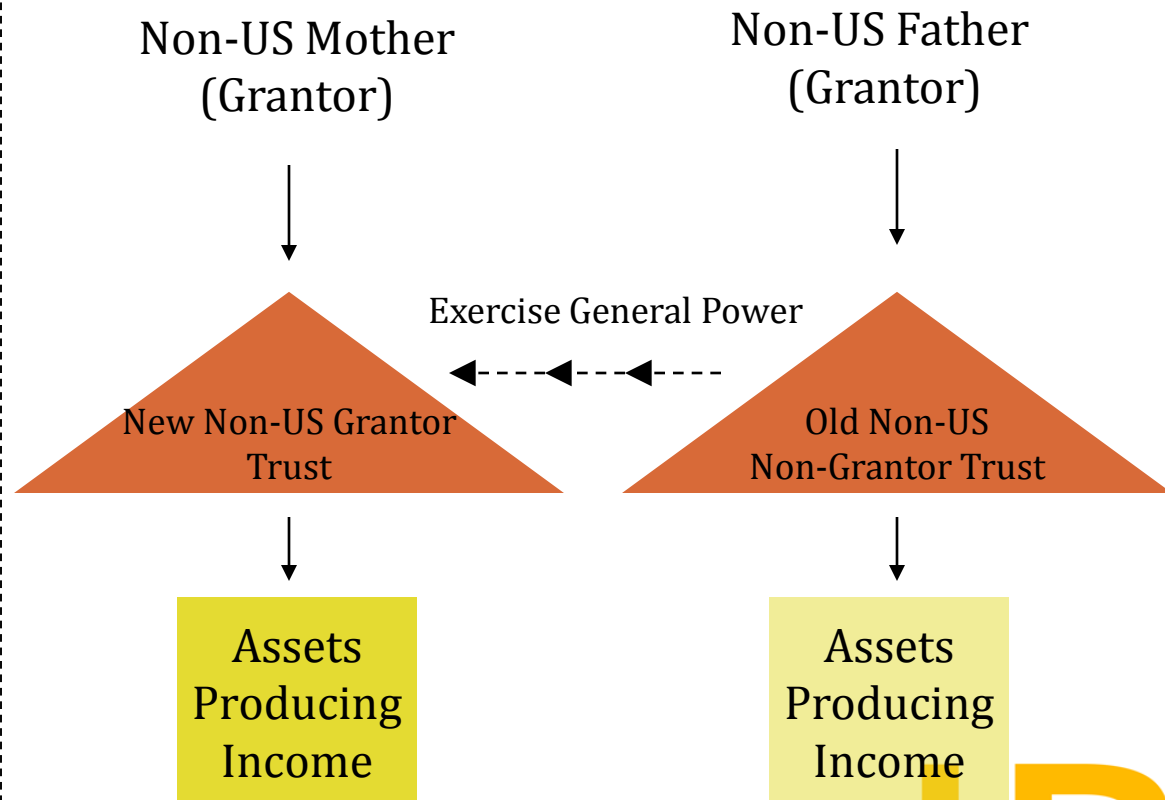 Non-US Mother
(Grantor)
Non-US Father
(Grantor)
Exercise General Power
New Non-US Grantor
Trust
Old Non-US
Non-Grantor Trust
Assets
Producing
Income
Assets
Producing
Income